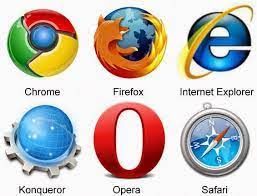 Chrome
Firefox
Internet Explorer
Konqueror
Opera
Safari